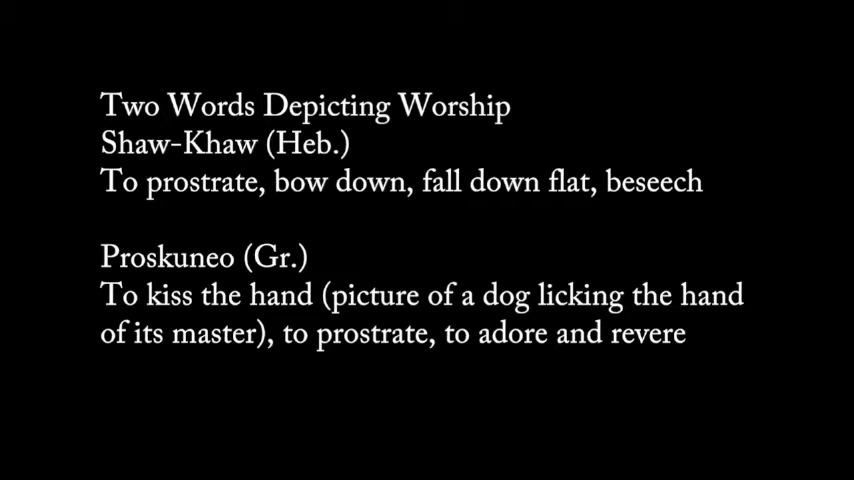 Two Words Depicting Worship
Shaw-Khaw (Heb.)
To prostrate, bow down, fall down flat, beseech
Proskuneo (Gr.)
To kiss the hand (picture of a dog licking the hand
of its master), to prostrate, to adore and revere